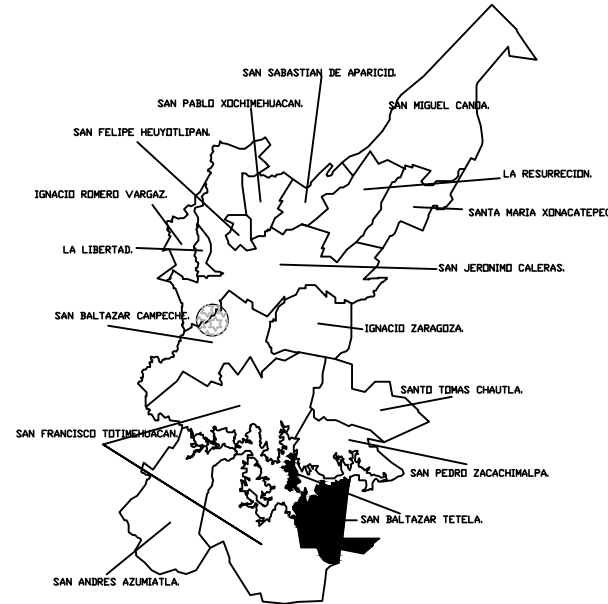 SAN SABASTIAN DE APARICIO.
SAN PABLO XOCHIMEHUACAN.
SAN MIGUEL CANOA.
SAN FELIPE HEUYOTLIPAN.
LA RESURRECION.
IGNACIO ROMERO VARGAZ.
SANTA MARIA XONACATEPEC
LA LIBERTAD.
SAN JERONIMO CALERAS.
SAN BALTAZAR CAMPECHE.
IGNACIO ZARAGOZA.
SANTO TOMAS CHAUTLA.
SAN FRANCISCO TOTIMEHUACAN.
SAN PEDRO ZACACHIMALPA.
SAN BALTAZAR TETELA.
SAN ANDRES AZUMIATLA.